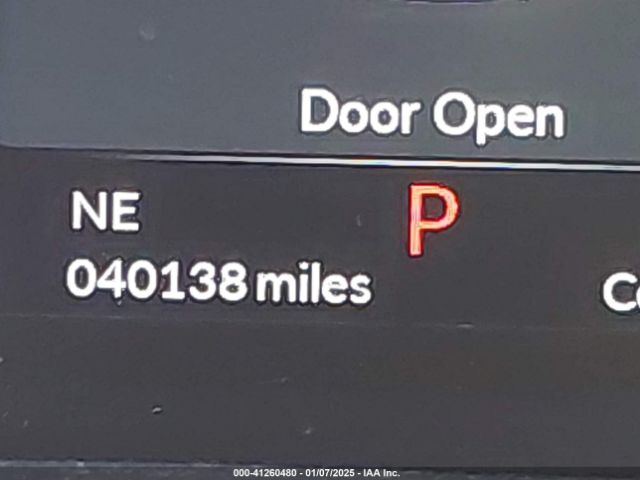 Door Open
NE
P
040138 miles
000-41260480 - 01/07/2025 - IAA Inc.